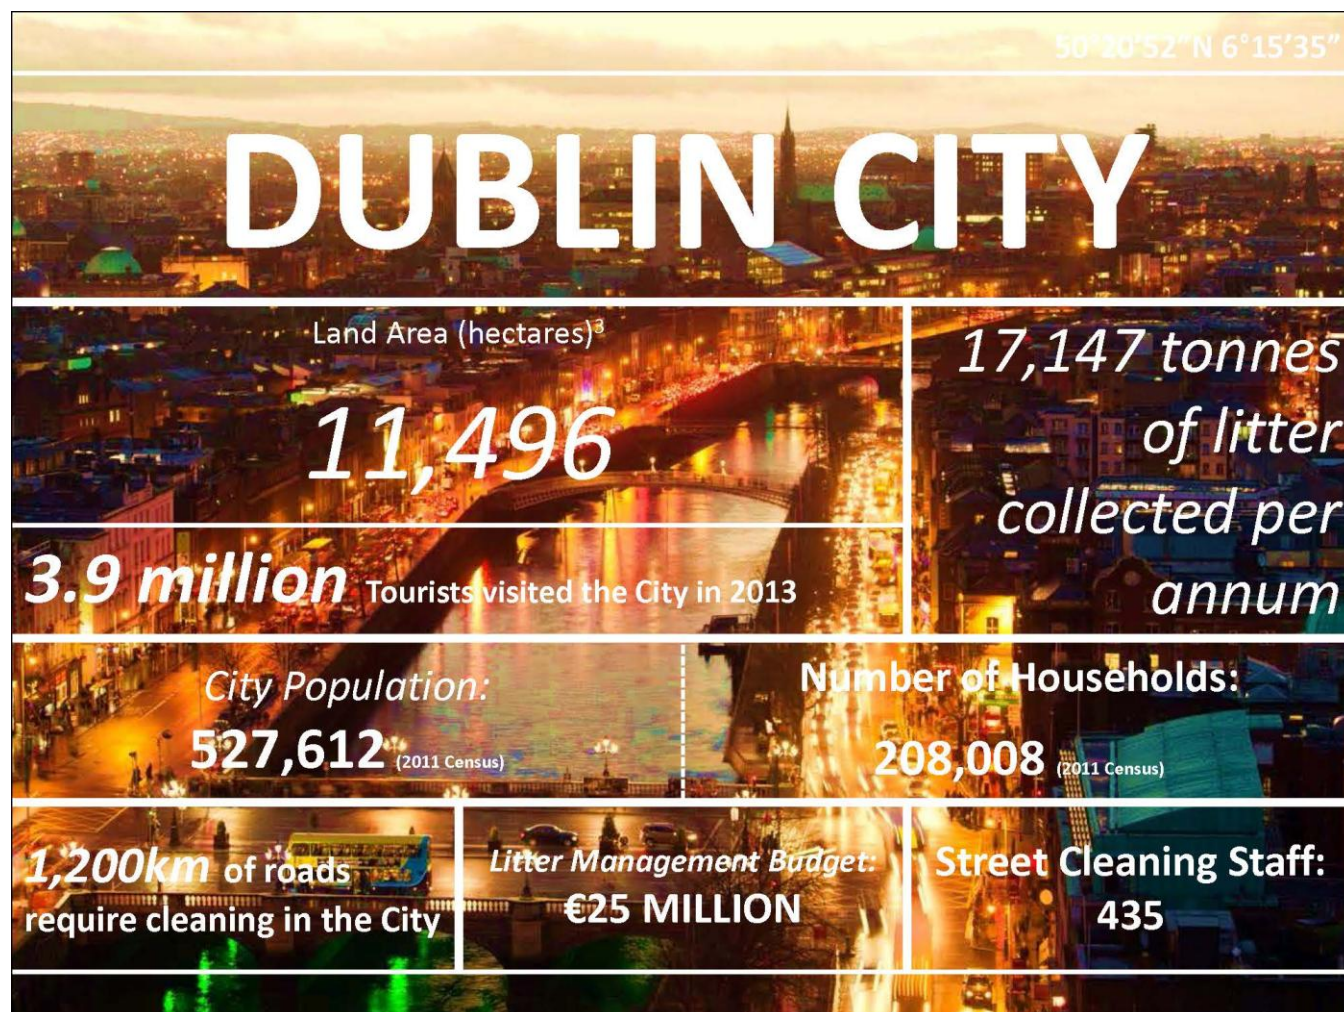 50°20’52”N 6°15’35”
DUBLIN CITY
Land Area (hectares)³
11,496
17,147 tonnes
of litter
collected per
annum
3.9 million Tourists visited the City in 2013
City Population:
527,612 (2011 Census)
Number of Households:
208,008 (2011 Census)
1,200km of roads
require cleaning in the City
Litter Management Budget:
€25 MILLION
Street Cleaning Staff:
435